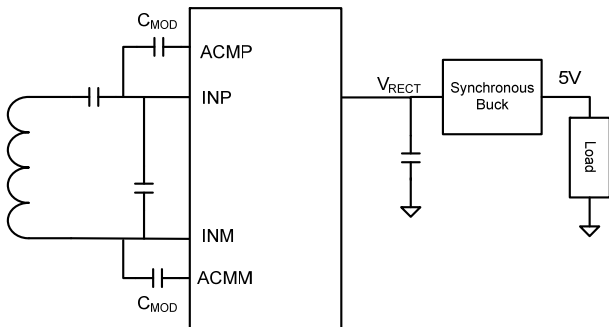 CMOD
ACMP
INP
VRECT
Synchronous
Buck
5V
Load
INM
ACMM
CMOD